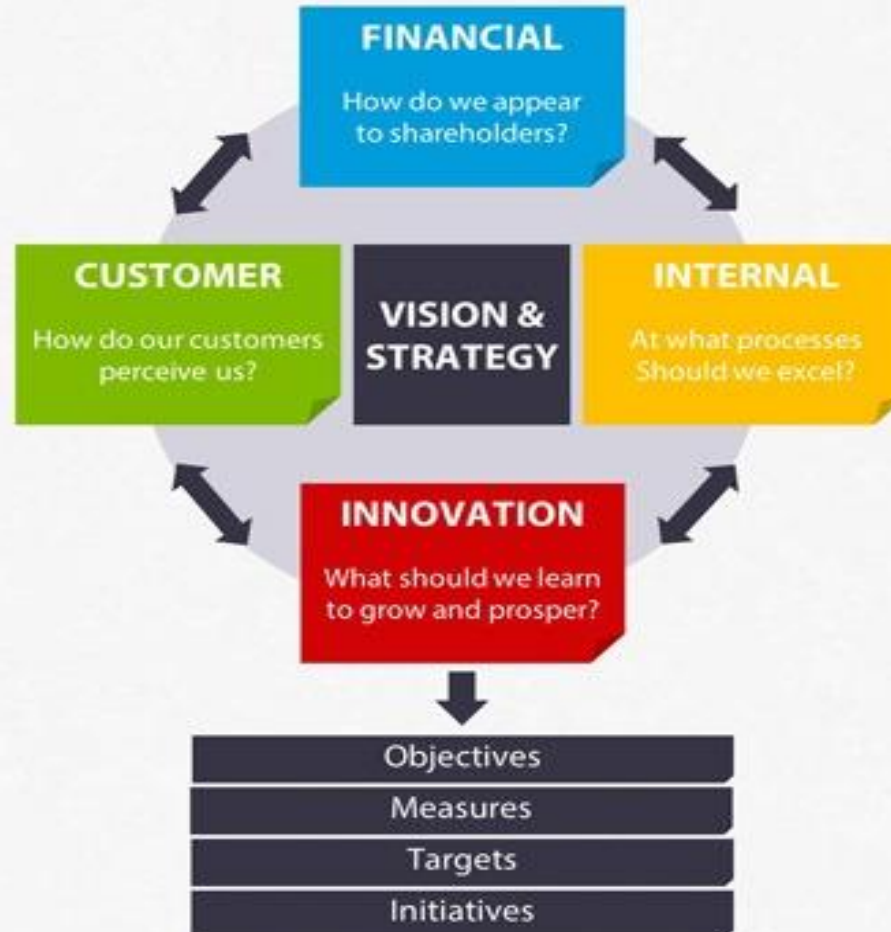 FINANCIAL
How do we appear
to shareholders?
CUSTOMER
How do our customers
perceive us?
VISION &
STRATEGY
INTERNAL
At what processes
Should we excel?
INNOVATION
What should we learn
to grow and prosper?
Objectives
Measures
Targets
Initiatives